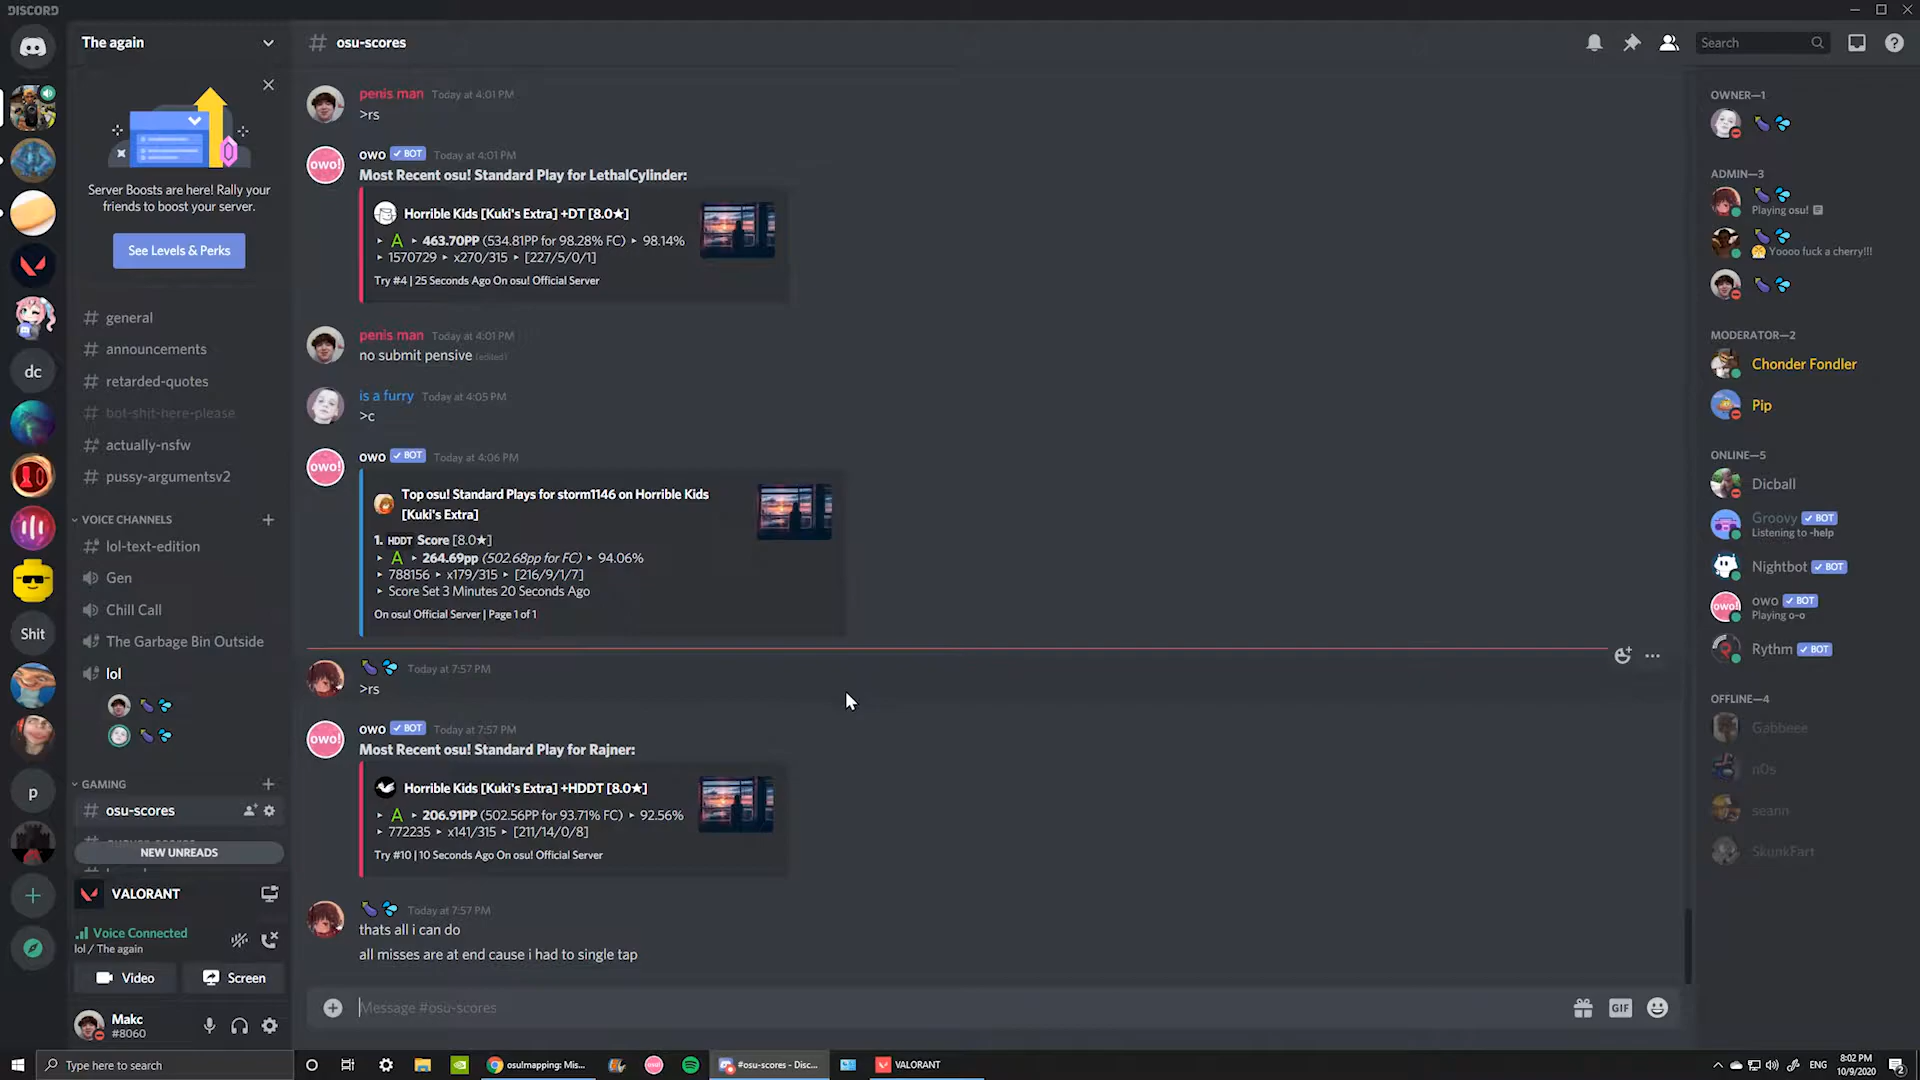 DISCORD
The again
# osu-scores
Search
Server Boosts are here! Rally your
friends to boost your server.
See Levels & Perks
# general
# announcements
# retarded-quotes
# bot-shit-here-please
# actually-nsfw
# pussy-argumentsv2
VOICE CHANNELS
# lol-text-edition
Gen
Chill Call
The Garbage Bin Outside
lol
GAMING
# osu-scores
NEW UNREADS
VALORANT
Voice Connected
lol / The again
Video
Screen
Makc
#8060
dc
Shit
p
penis man Today at 4:01 PM
>rs
owo! owo ✓ BOT Today at 4:01 PM
Most Recent osu! Standard Play for LethalCylinder:
Horrible Kids [Kuki's Extra] +DT [8.0★]
▸ A ▸ 463.70PP (534.81PP for 98.28% FC) ▸ 98.14%
▸ 1570729 ▸ x270/315 ▸ [227/5/0/1]
Try #4 | 25 Seconds Ago On osu! Official Server
penis man Today at 4:01 PM
no submit pensive (edited)
is a furry Today at 4:05 PM
>c
owo! owo ✓ BOT Today at 4:06 PM
Top osu! Standard Plays for storm1146 on Horrible Kids
[Kuki's Extra]
1. HDDT Score [8.0★]
▸ A ▸ 264.69pp (502.68pp for FC) ▸ 94.06%
▸ 788156 ▸ x179/315 ▸ [216/9/1/7]
▸ Score Set 3 Minutes 20 Seconds Ago
On osu! Official Server | Page 1 of 1
🍆💦 Today at 7:57 PM
>rs
owo! owo ✓ BOT Today at 7:57 PM
Most Recent osu! Standard Play for Rajner:
Horrible Kids [Kuki's Extra] +HDDT [8.0★]
▸ A ▸ 206.91PP (502.56PP for 93.71% FC) ▸ 92.56%
▸ 772235 ▸ x141/315 ▸ [211/14/0/8]
Try #10 | 10 Seconds Ago On osu! Official Server
🍆💦 Today at 7:57 PM
thats all i can do
all misses are at end cause i had to single tap
Message #osu-scores
GIF
OWNER—1
🍆💦
ADMIN—3
🍆💦
Playing osu!
🍆💦
Yoooo fuck a cherry!!!
🍆💦
MODERATOR—2
Chonder Fondler
Pip
ONLINE—5
Dicball
Groovy ✓ BOT
Listening to -help
Nightbot ✓ BOT
owo! owo ✓ BOT
Playing o-o
Rythm ✓ BOT
OFFLINE—4
Gabbeee
n0s
seann
SkunkFart
Type here to search
osu!mapping: Mis...
#osu-scores - Disc...
VALORANT
ENG
8:02 PM
10/9/2020